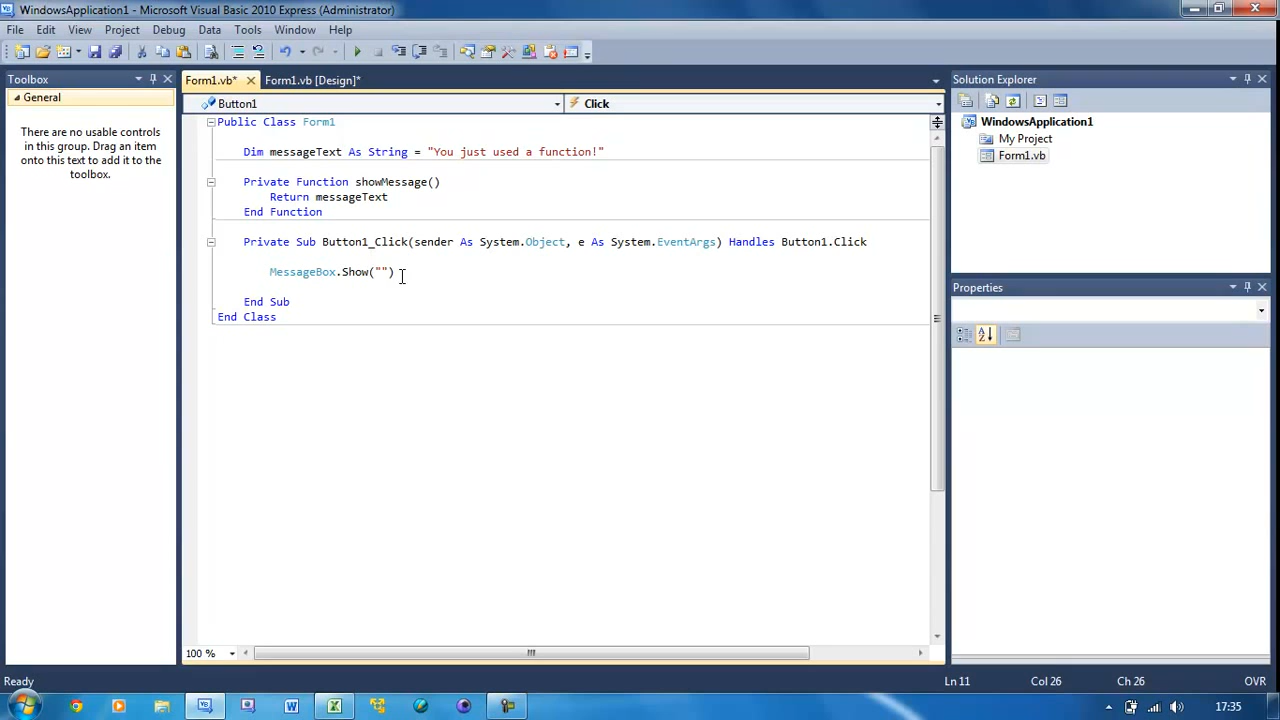 WindowsApplication1 - Microsoft Visual Basic 2010 Express (Administrator)
File Edit View Project Debug Data Tools Window Help
Toolbox
General
There are no usable controls
in this group. Drag an item
onto this text to add it to the
toolbox.
Form1.vb* Form1.vb [Design]*
Button1 Click
Public Class Form1
Dim messageText As String = "You just used a function!"
Private Function showMessage()
Return messageText
End Function
Private Sub Button1_Click(sender As System.Object, e As System.EventArgs) Handles Button1.Click
MessageBox.Show("")
End Sub
End Class
100 %
Solution Explorer
WindowsApplication1
My Project
Form1.vb
Properties
Ready Ln 11 Col 26 Ch 26 OVR
17:35